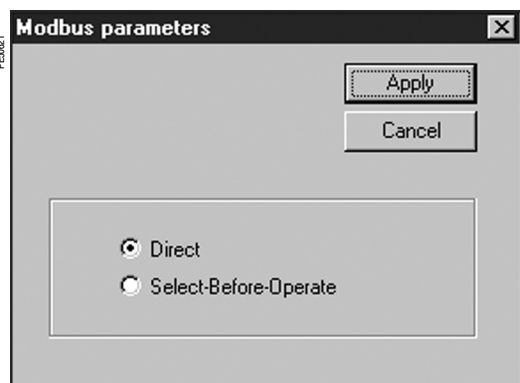 Modbus parameters
Apply
Cancel
Direct
Select-Before-Operate